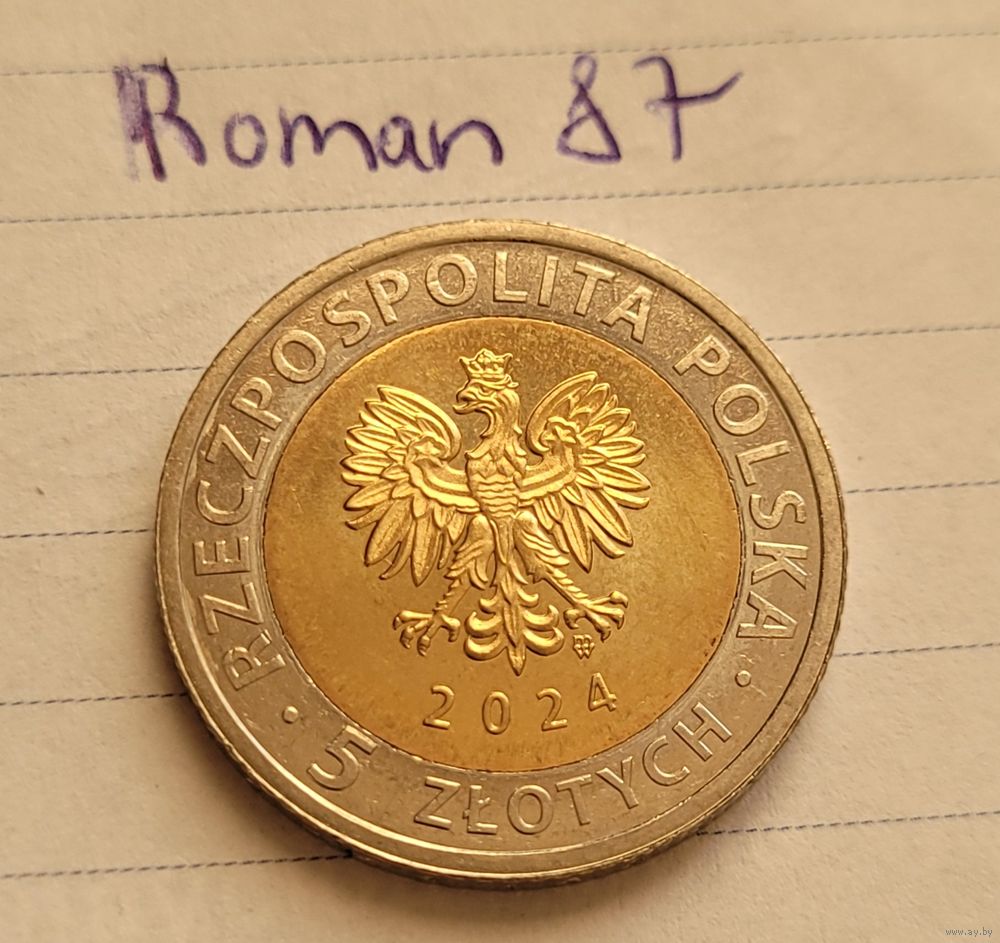 Roman 87
RZECZPOSPOLITA POLSKA
2024
5 ZŁOTYCH
www.ay.by